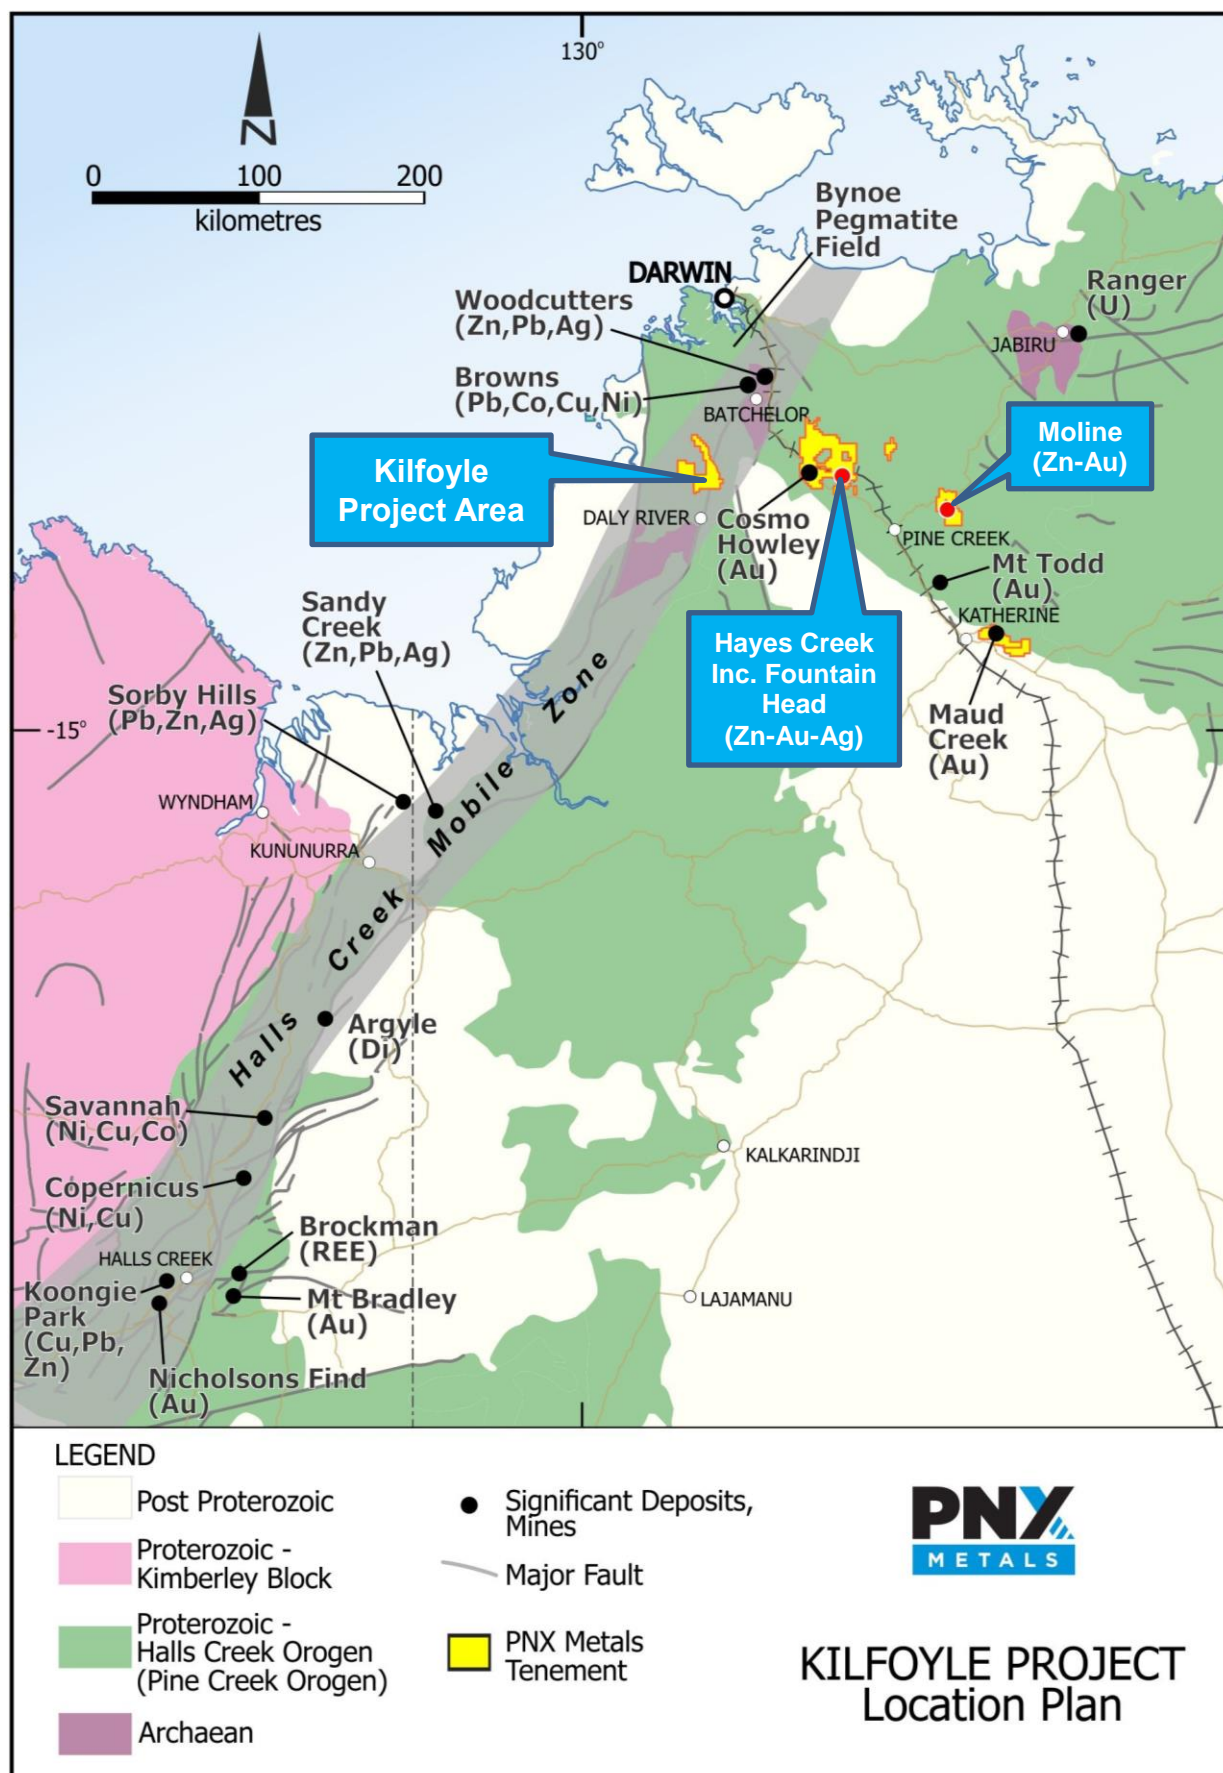 130°
N
0 100 200
kilometres
Bynoe
Pegmatite
Field
DARWIN
Woodcutters
(Zn,Pb,Ag)
Ranger
(U)
JABIRU
Browns
(Pb,Co,Cu,Ni)
BATCHELOR
Moline
(Zn-Au)
Kilfoyle
Project Area
DALY RIVER
Cosmo
Howley
(Au)
PINE CREEK
Mt Todd
(Au)
KATHERINE
Sandy
Creek
(Zn,Pb,Ag)
Hayes Creek
Inc. Fountain
Head
(Zn-Au-Ag)
Sorby Hills
(Pb,Zn,Ag)
Maud
Creek
(Au)
-15°
WYNDHAM
KUNUNURRA
Halls Creek Mobile Zone
Argyle
(Di)
Savannah
(Ni,Cu,Co)
KALKARINDJI
Copernicus
(Ni,Cu)
Brockman
(REE)
HALLS CREEK
Koongie
Park
(Cu,Pb,
Zn)
Mt Bradley
(Au)
LAJAMANU
Nicholsons Find
(Au)
LEGEND
Post Proterozoic
Proterozoic -
Kimberley Block
Proterozoic -
Halls Creek Orogen
(Pine Creek Orogen)
Archaean
Significant Deposits,
Mines
Major Fault
PNX Metals
Tenement
PNX
METALS
KILFOYLE PROJECT
Location Plan